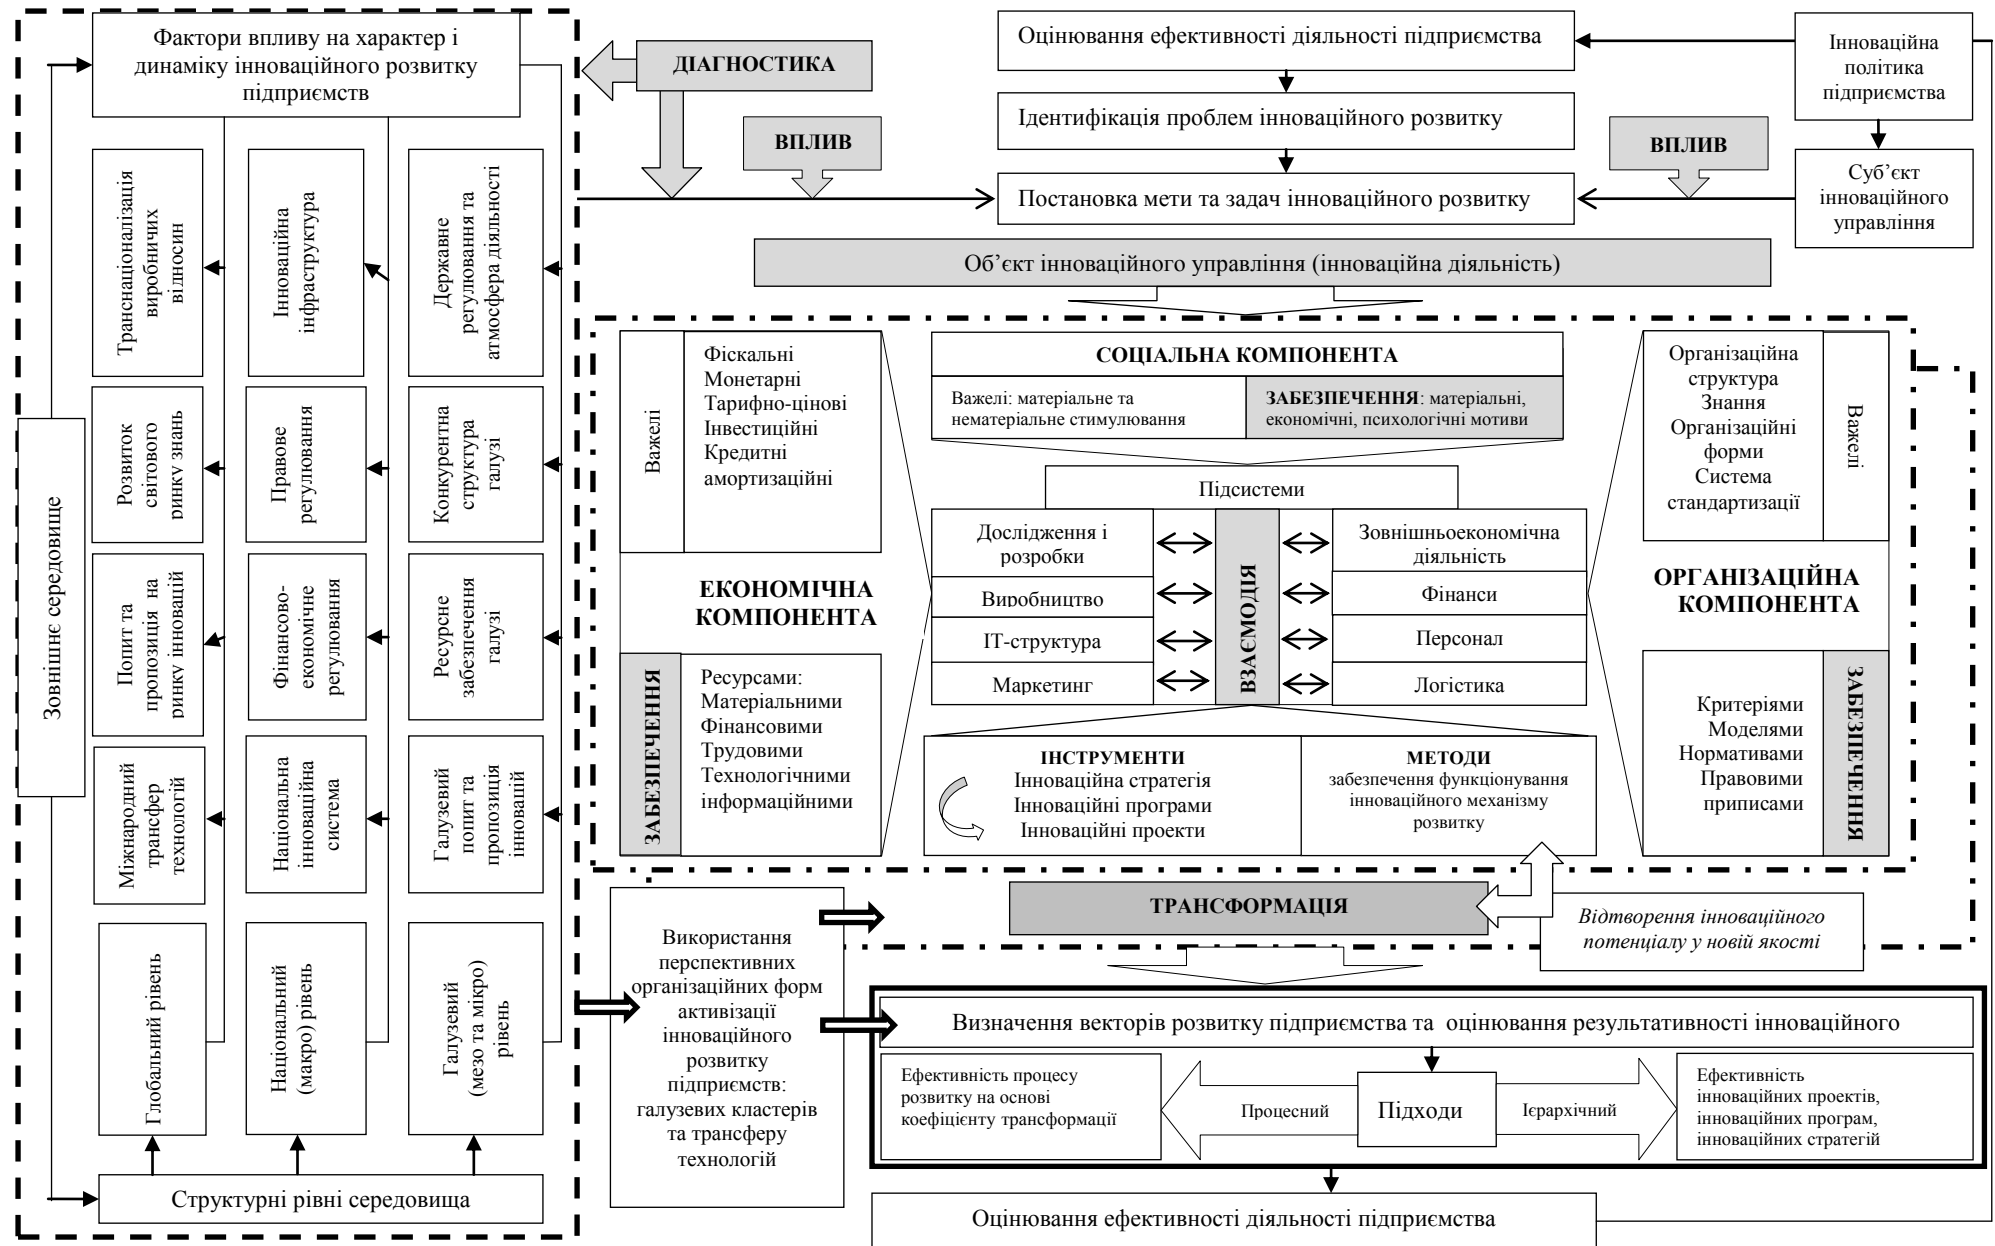 Фактори впливу на характер і
динаміку інноваційного розвитку
підприємств
Зовнішнє середовище
Транснаціоналізація
виробничих
відносин
Інноваційна
інфраструктура
Державне
регулювання та
атмосфера діяльності
Розвиток
світового
ринку знань
Правове
регулювання
Конкурентна
структура
галузі
Попит та
пропозиція на
ринку інновацій
Фінансово-
економічне
регулювання
Ресурсне
забезпечення
галузі
Міжнародний
трансфер
технологій
Національна
інноваційна
система
Галузевий
попит та
пропозиція
інновацій
Глобальний рівень
Національний
(макро) рівень
Галузевий
(мезо та мікро)
рівень
Структурні рівні середовища
ДІАГНОСТИКА
ВПЛИВ
Оцінювання ефективності діяльності підприємства
Ідентифікація проблем інноваційного розвитку
Постановка мети та задач інноваційного розвитку
ВПЛИВ
Інноваційна
політика
підприємства
Суб’єкт
інноваційного
управління
Об’єкт інноваційного управління (інноваційна діяльність)
Важелі
Фіскальні
Монетарні
Тарифно-цінові
Інвестиційні
Кредитні
амортизаційні
ЕКОНОМІЧНА
КОМПОНЕНТА
ЗАБЕЗПЕЧЕННЯ
Ресурсами:
Матеріальними
Фінансовими
Трудовими
Технологічними
інформаційними
СОЦІАЛЬНА КОМПОНЕНТА
Важелі: матеріальне та
нематеріальне стимулювання
ЗАБЕЗПЕЧЕННЯ: матеріальні,
економічні, психологічні мотиви
Підсистеми
Дослідження і
розробки
Виробництво
ІТ-структура
Маркетинг
ВЗАЄМОДІЯ
Зовнішньоекономічна
діяльність
Фінанси
Персонал
Логістика
ІНСТРУМЕНТИ
Інноваційна стратегія
Інноваційні програми
Інноваційні проекти
МЕТОДИ
забезпечення функціонування
інноваційного механізму
розвитку
Організаційна
структура
Знання
Організаційні
форми
Система
стандартизації
Важелі
ОРГАНІЗАЦІЙНА
КОМПОНЕНТА
Критеріями
Моделями
Нормативами
Правовими
приписами
ЗАБЕЗПЕЧЕННЯ
ТРАНСФОРМАЦІЯ
Відтворення інноваційного
потенціалу у новій якості
Використання
перспективних
організаційних форм
активізації
інноваційного
розвитку
підприємств:
галузевих кластерів
та трансферу
технологій
Визначення векторів розвитку підприємства та оцінювання результативності інноваційного
Ефективність процесу
розвитку на основі
коефіцієнту трансформації
Процесний
Підходи
Ієрархічний
Ефективність
інноваційних проектів,
інноваційних програм,
інноваційних стратегій
Оцінювання ефективності діяльності підприємства